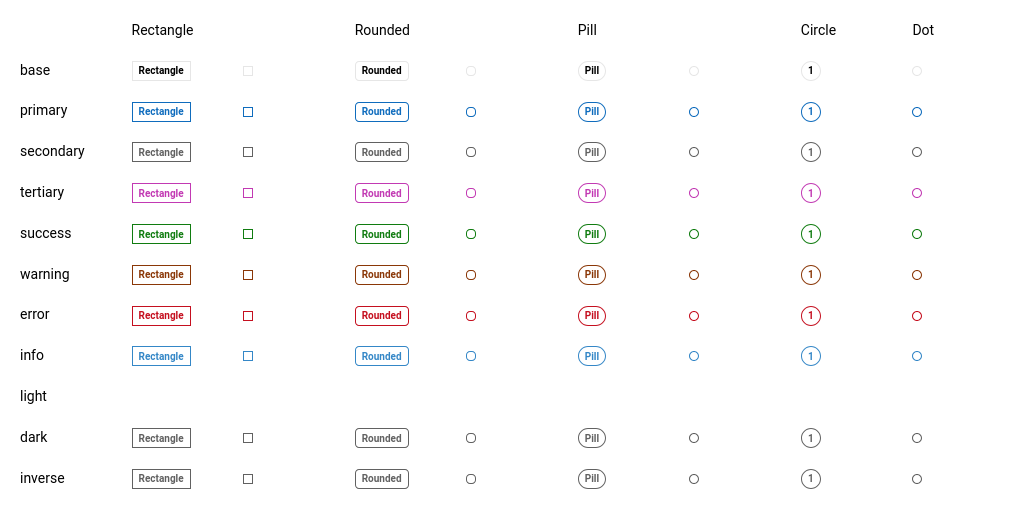 Rectangle Rounded Pill Circle Dot
base Rectangle Rounded Pill 1
primary Rectangle Rounded Pill 1
secondary Rectangle Rounded Pill 1
tertiary Rectangle Rounded Pill 1
success Rectangle Rounded Pill 1
warning Rectangle Rounded Pill 1
error Rectangle Rounded Pill 1
info Rectangle Rounded Pill 1
light
dark Rectangle Rounded Pill 1
inverse Rectangle Rounded Pill 1